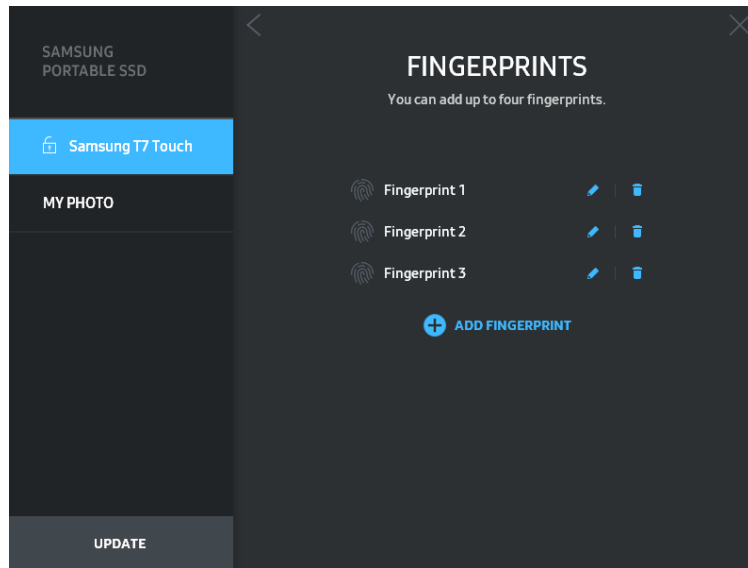 SAMSUNG
PORTABLE SSD
Samsung T7 Touch
MY PHOTO
UPDATE
FINGERPRINTS
You can add up to four fingerprints.
Fingerprint 1
Fingerprint 2
Fingerprint 3
ADD FINGERPRINT